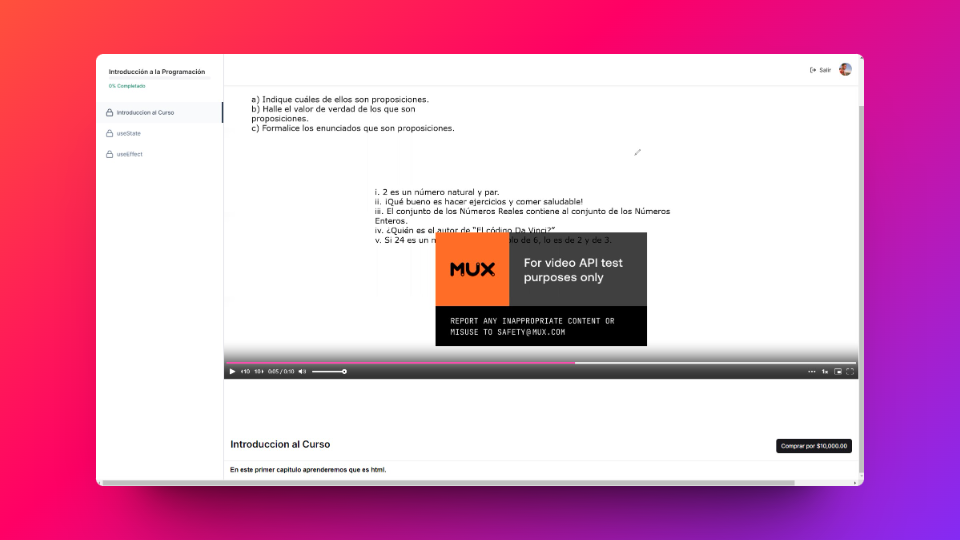 Introducción a la Programación
0% Completado
Introduccion al Curso
useState
useEffect
Salir
a) Indique cuáles de ellos son proposiciones.
b) Halle el valor de verdad de los que son
proposiciones.
c) Formalice los enunciados que son proposiciones.
i. 2 es un número natural y par.
ii. ¡Qué bueno es hacer ejercicios y comer saludable!
iii. El conjunto de los Números Reales contiene al conjunto de los Números
Enteros.
iv. ¿Quién es el autor de "El código Da Vinci?"
v. Si 24 es un de 6, lo es de 2 y de 3.
MUX
For video API test
purposes only
REPORT ANY INAPPROPRIATE CONTENT OR
MISUSE TO SAFETY@MUX.COM
0:05 / 0:10
1x
Introduccion al Curso
Comprar por $10,000.00
En este primer capitulo aprenderemos que es html.